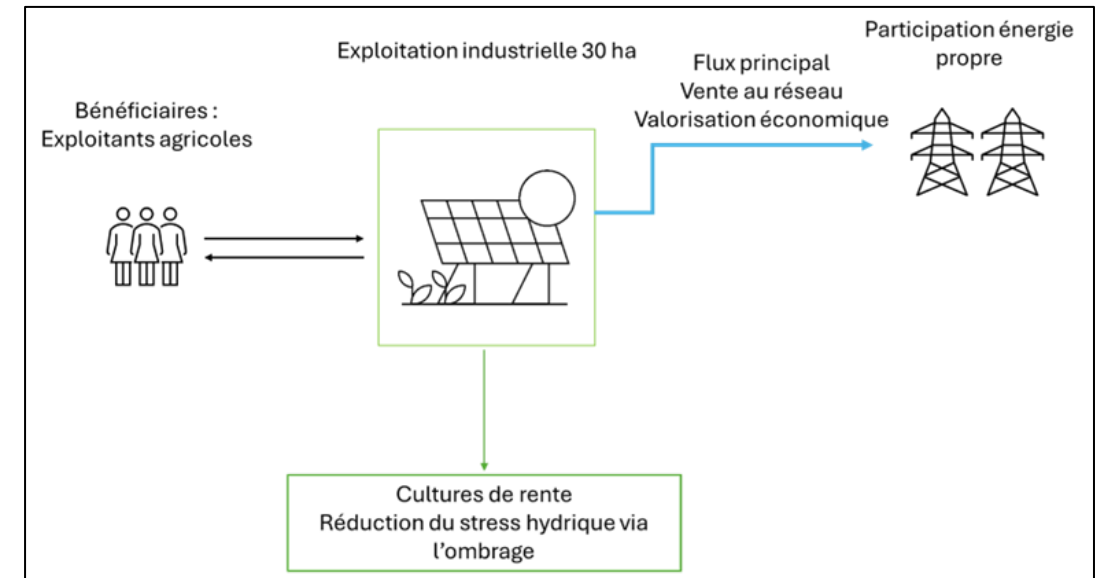 Exploitation industrielle 30 ha
Participation énergie
propre
Flux principal
Vente au réseau
Valorisation économique
Bénéficiaires :
Exploitants agricoles
Cultures de rente
Réduction du stress hydrique via
l'ombrage